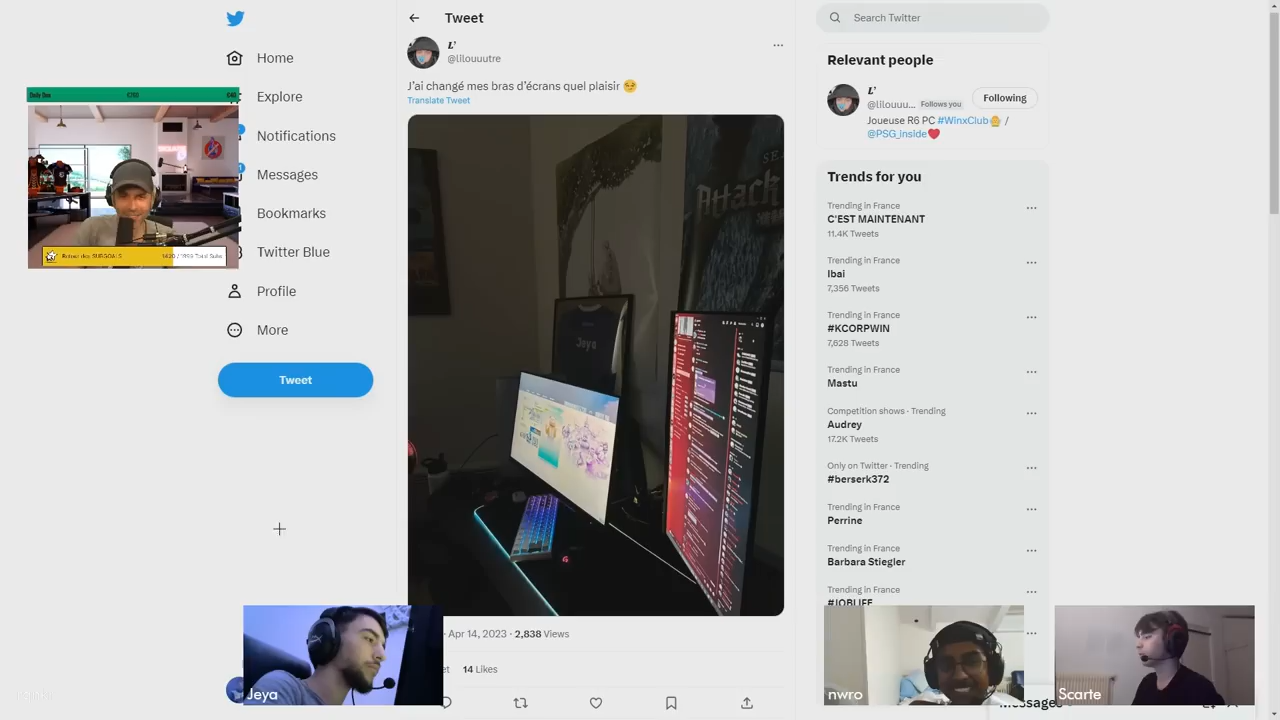 Tweet
Search Twitter
Home
Explore
Notifications
Messages
Bookmarks
Twitter Blue
Profile
More
Tweet
L'
@lilouuutre
J'ai changé mes bras d'écrans quel plaisir 😏
Translate Tweet
Attack
Jeya
Apr 14, 2023 · 2,838 Views
14 Likes
Relevant people
L'
@lilouuu... Follows you
Following
Joueuse R6 PC #WinxClub🧚 /
@PSG_inside❤️
Trends for you
Trending in France
C'EST MAINTENANT
11.4K Tweets
Trending in France
Ibai
7,356 Tweets
Trending in France
#KCORPWIN
7,628 Tweets
Trending in France
Mastu
Competition shows · Trending
Audrey
17.2K Tweets
Only on Twitter · Trending
#berserk372
Trending in France
Perrine
Trending in France
Barbara Stiegler
Trending in France
#JOBLIFE
Messages
Jeya
nwro
Scarte